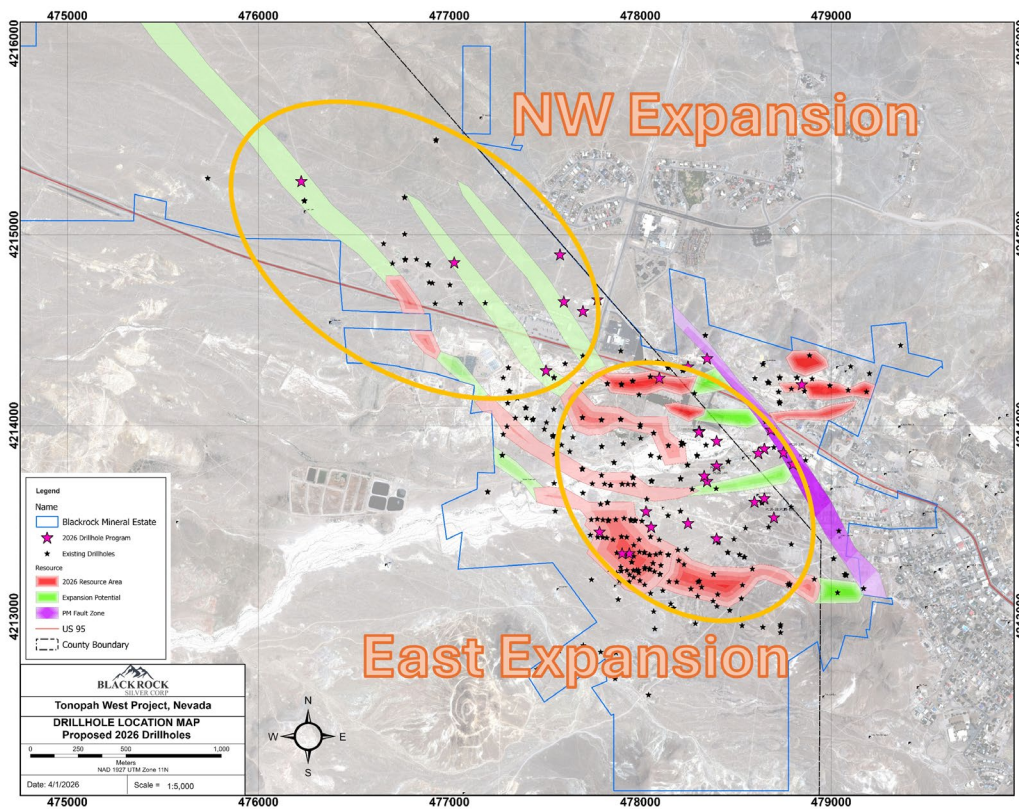 475000 476000 477000 478000 479000
4216000
4215000
4214000
4213000
4215000
4214000
NW Expansion
East Expansion
Legend
Name
Blackrock Mineral Estate
2026 Drillhole Program
Existing Drillholes
Resource
2026 Resource Area
Expansion Potential
PM Fault Zone
US 95
County Boundary
BLACKROCK
SILVER CORP
Tonopah West Project, Nevada
DRILLHOLE LOCATION MAP
Proposed 2026 Drillholes
0 250 500 1,000
Meters
NAD 1927 UTM Zone 11N
Date: 4/1/2026 Scale = 1:5,000
N
W E
S
475000 476000 477000 478000 479000